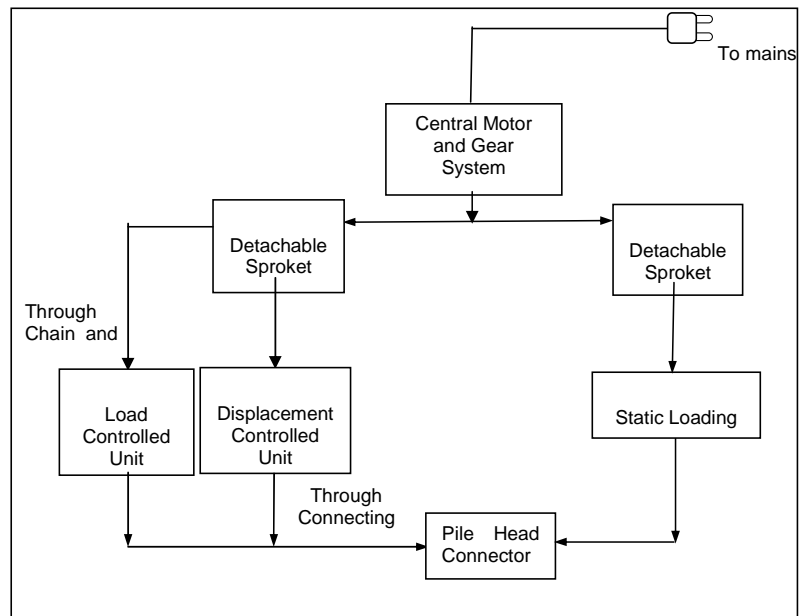 To mains
Central Motor
and Gear
System
Detachable
Sproket
Detachable
Sproket
Through
Chain and
Load
Controlled
Unit
Displacement
Controlled
Unit
Static Loading
Through
Connecting
Pile Head
Connector